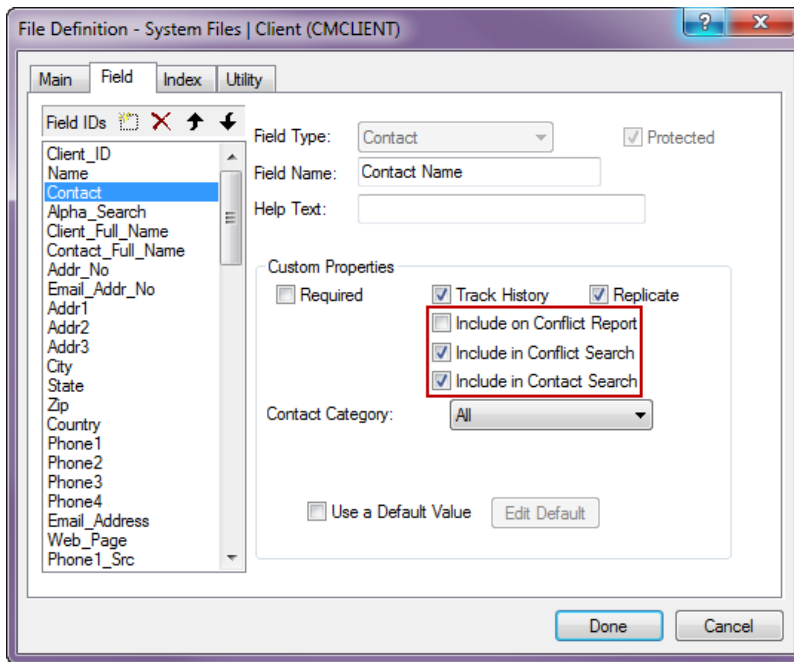 File Definition - System Files | Client (CMCLIENT)
? X
Main Field Index Utility
Field IDs
Client_ID
Name
Contact
Alpha_Search
Client_Full_Name
Contact_Full_Name
Addr_No
Email_Addr_No
Addr1
Addr2
Addr3
City
State
Zip
Country
Phone1
Phone2
Phone3
Phone4
Email_Address
Web_Page
Phone1_Src
Field Type: Contact Protected
Field Name: Contact Name
Help Text:
Custom Properties
Required Track History Replicate
Include on Conflict Report
Include in Conflict Search
Include in Contact Search
Contact Category: All
Use a Default Value Edit Default
Done Cancel